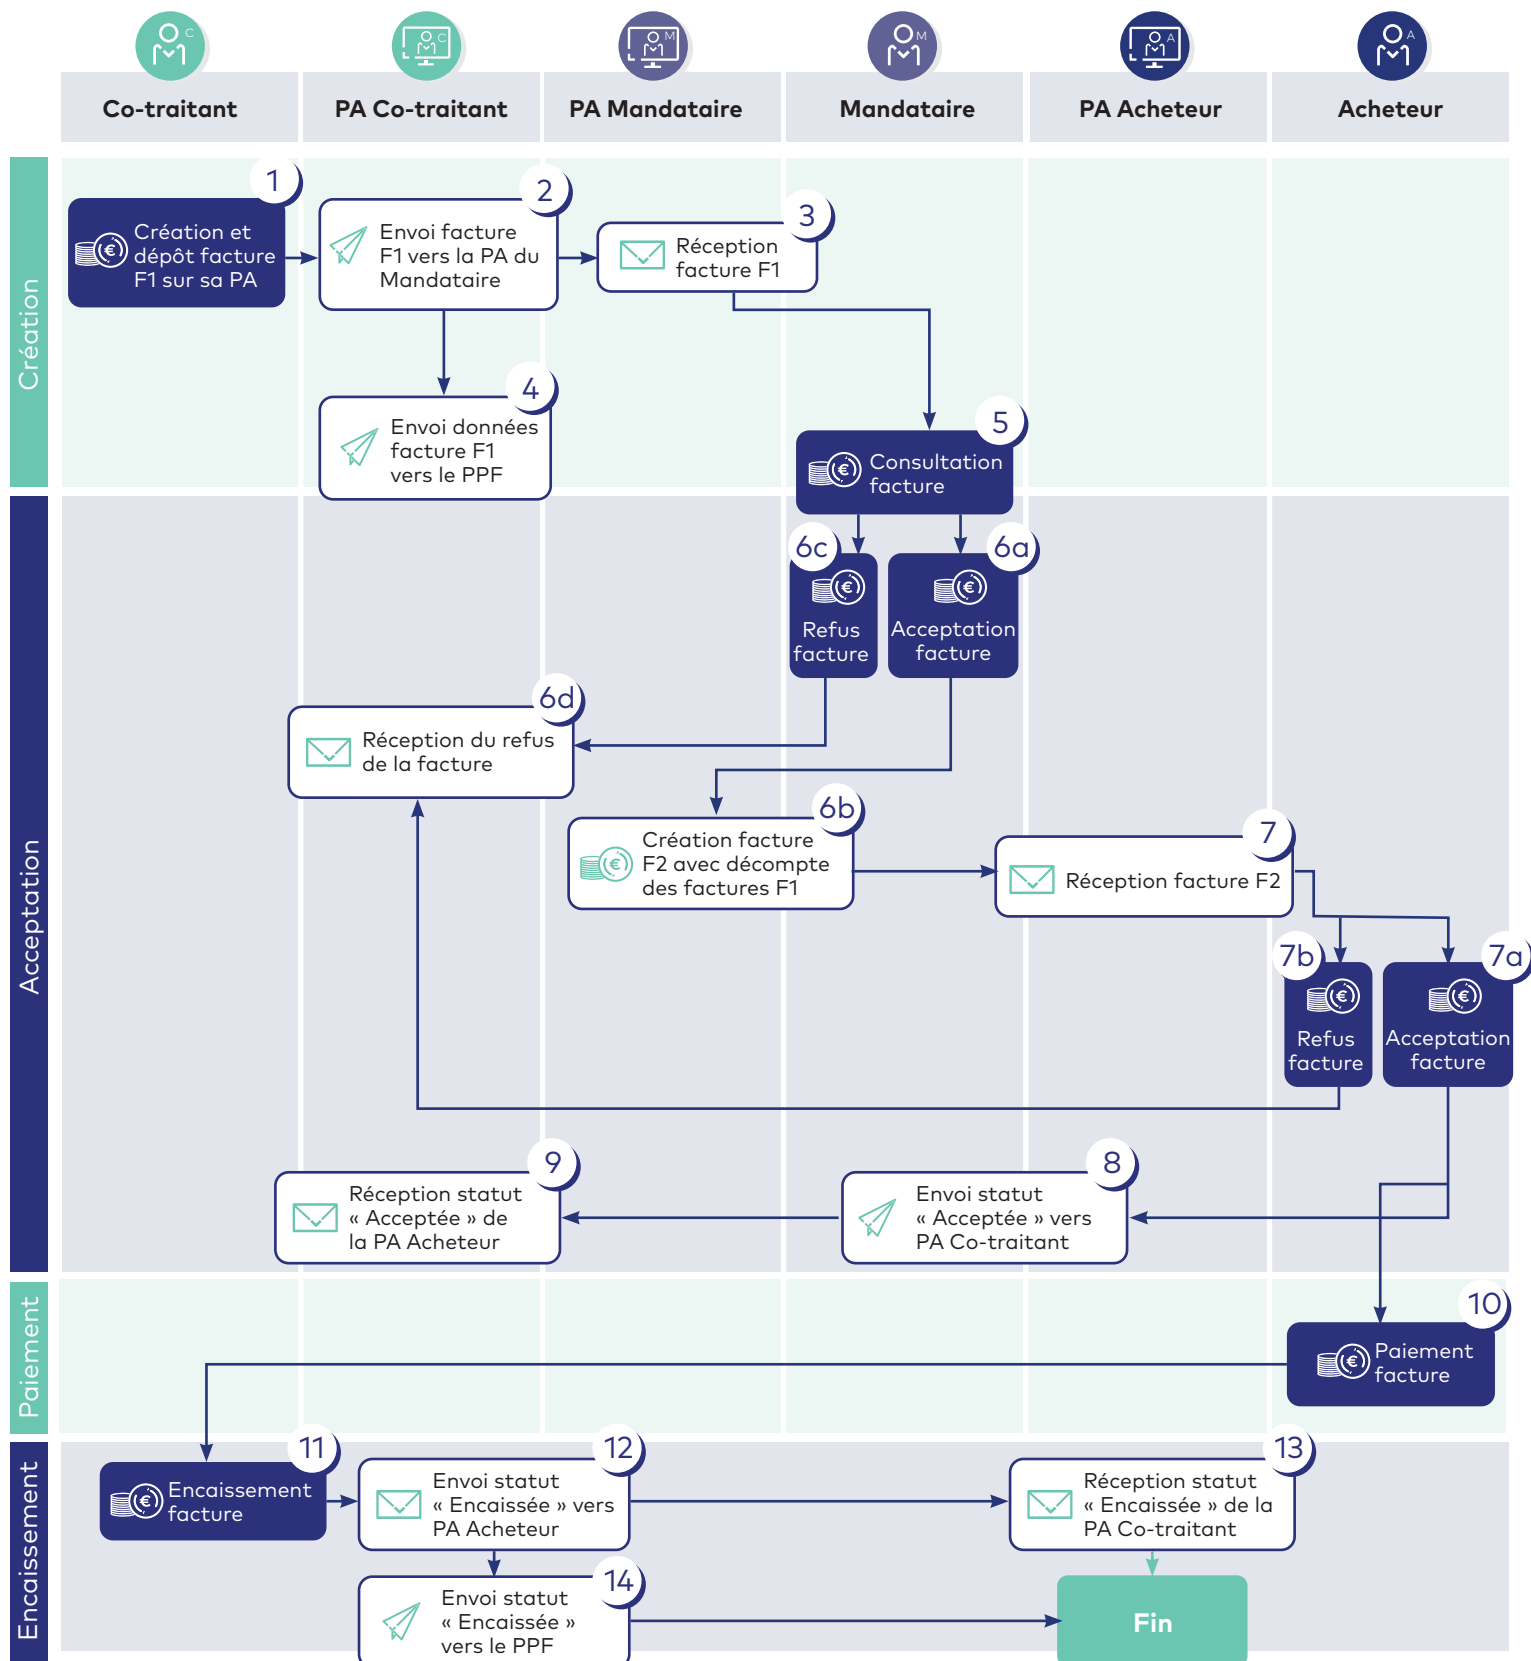 C
C
M
M
A
A
Co-traitant
PA Co-traitant
PA Mandataire
Mandataire
PA Acheteur
Acheteur
Création
1
Création et
dépôt facture
F1 sur sa PA
2
Envoi facture
F1 vers la PA du
Mandataire
3
Réception
facture F1
4
Envoi données
facture F1
vers le PPF
5
Consultation
facture
Acceptation
6c
Refus
facture
6a
Acceptation
facture
6d
Réception du refus
de la facture
6b
Création facture
F2 avec décompte
des factures F1
7
Réception facture F2
7b
Refus
facture
7a
Acceptation
facture
9
Réception statut
« Acceptée » de
la PA Acheteur
8
Envoi statut
« Acceptée » vers
PA Co-traitant
Paiement
10
Paiement
facture
Encaissement
11
Encaissement
facture
12
Envoi statut
« Encaissée » vers
PA Acheteur
13
Réception statut
« Encaissée » de la
PA Co-traitant
14
Envoi statut
« Encaissée »
vers le PPF
Fin